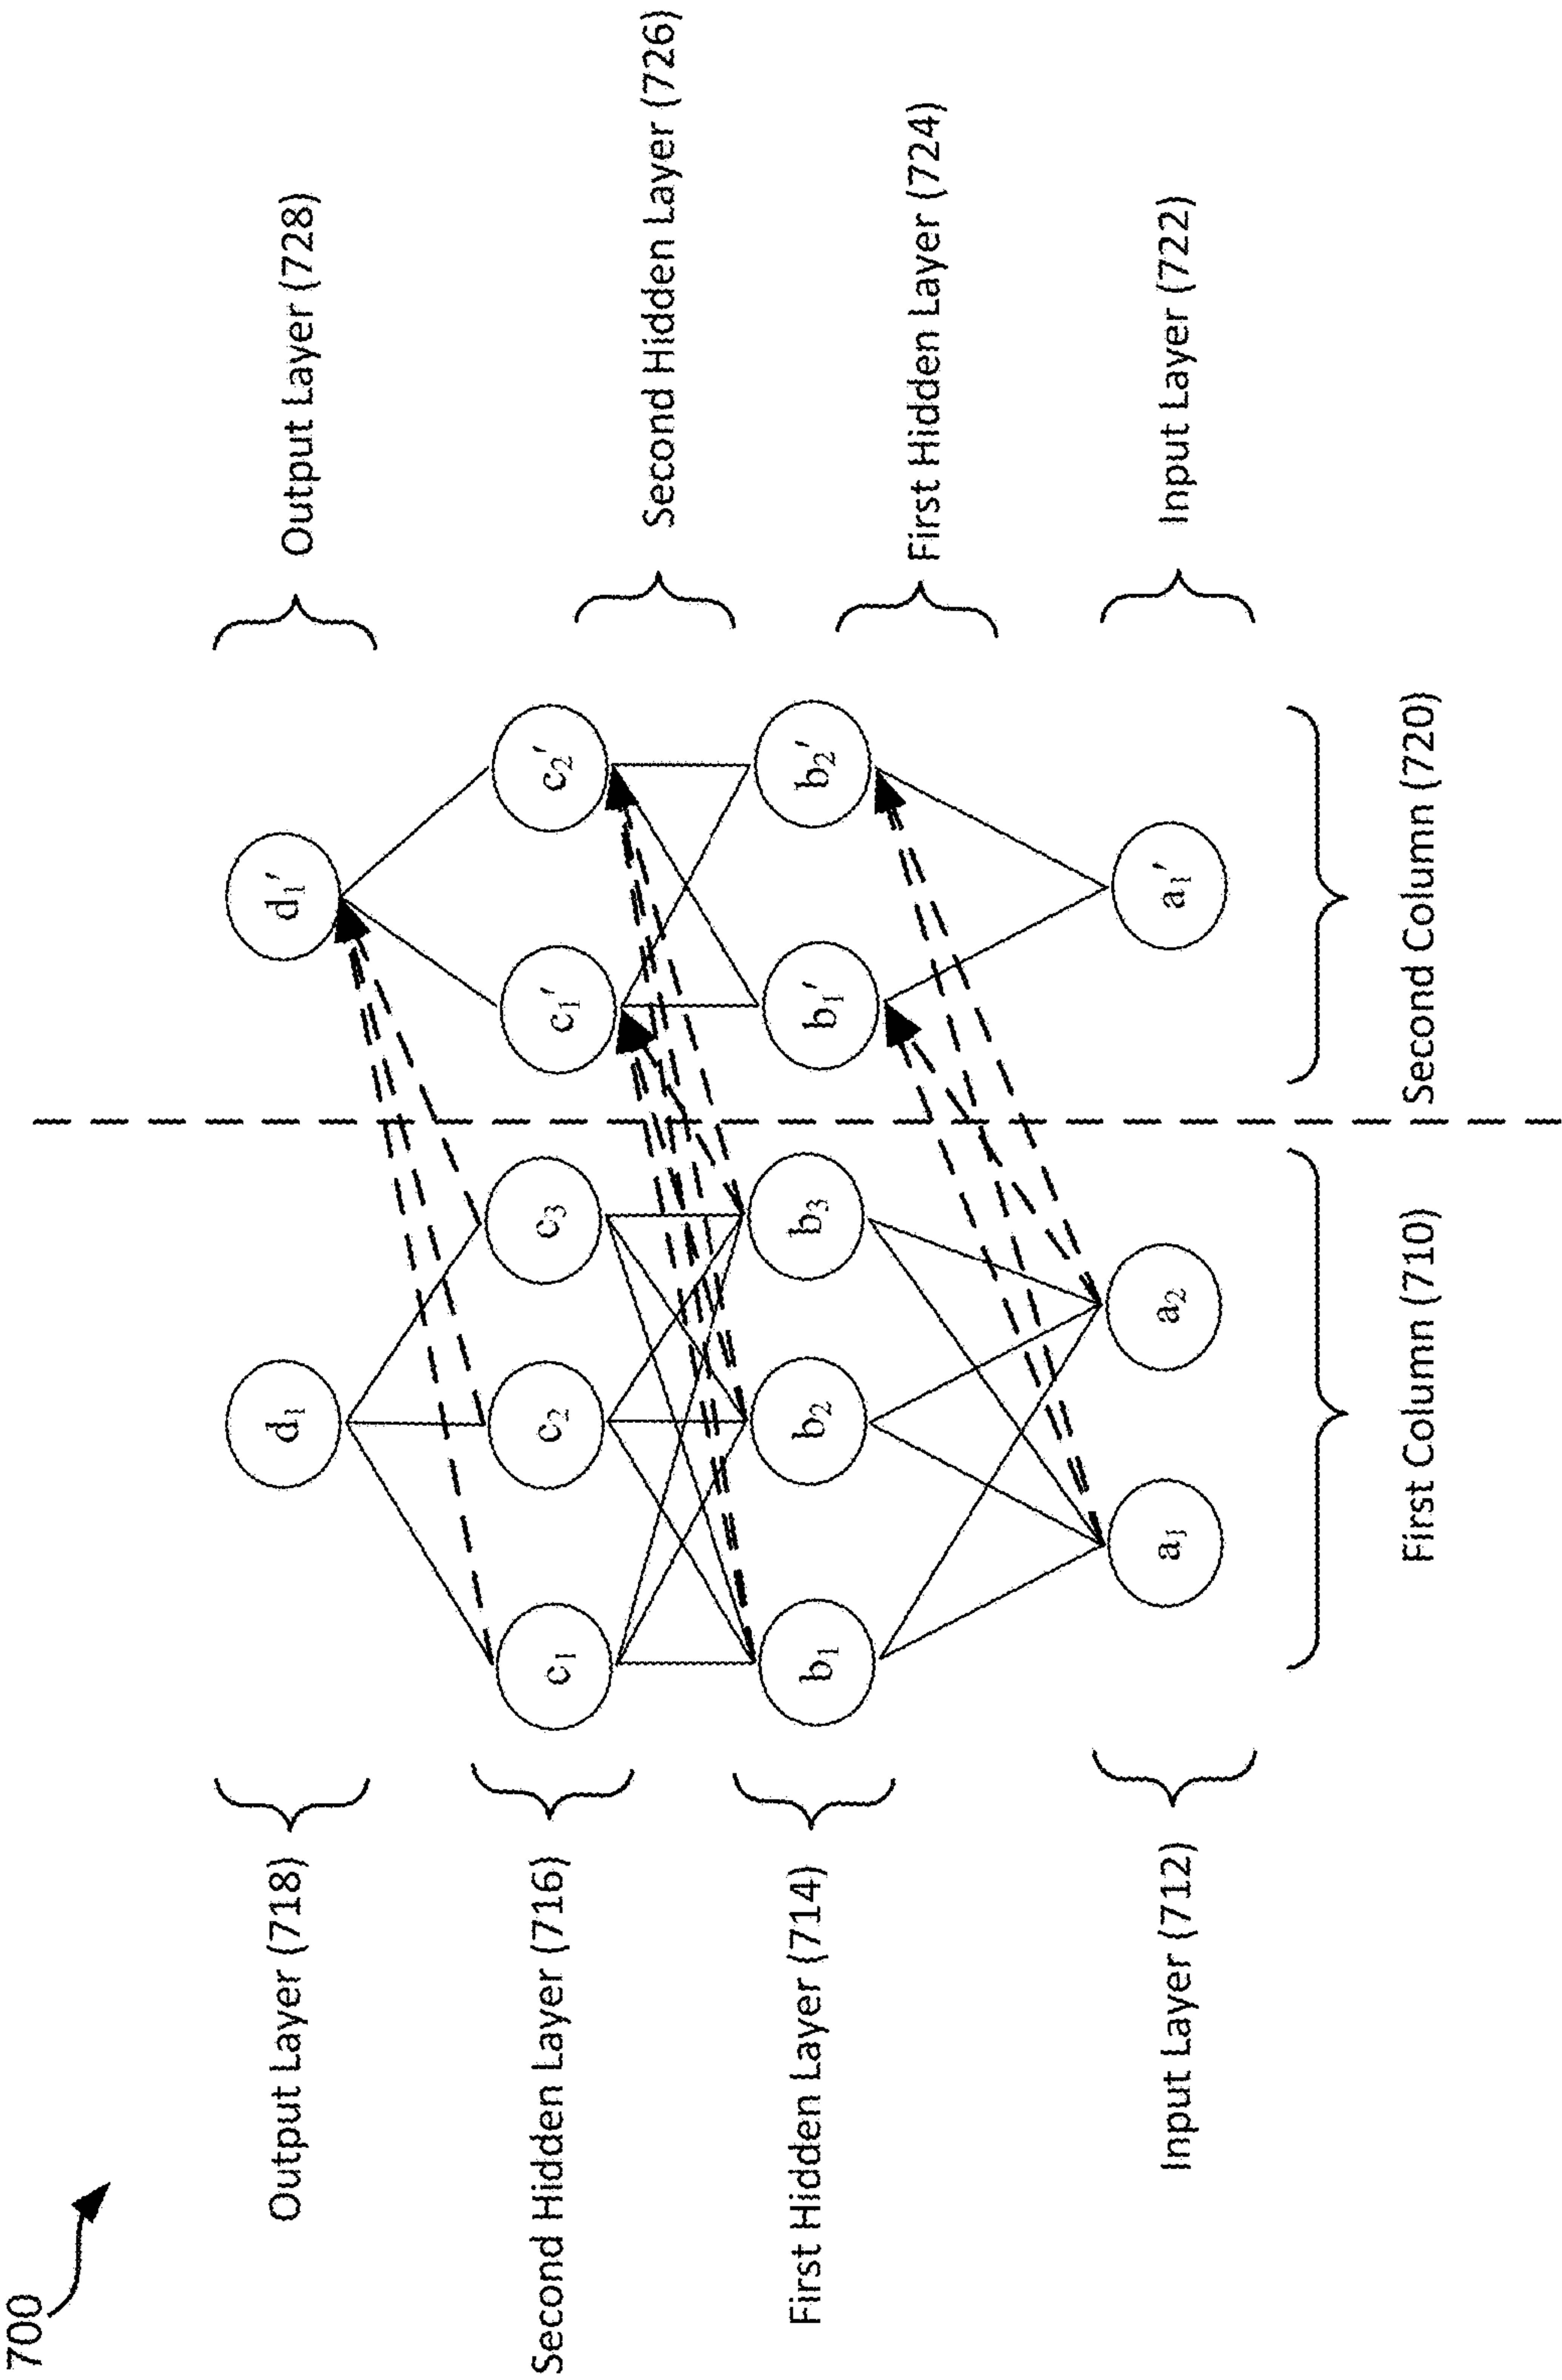 700
Output Layer (718)
d₁
d₁′
Output Layer (728)
Second Hidden Layer (716)
c₁
c₂
c₃
c₁′
c₂′
Second Hidden Layer (726)
First Hidden Layer (714)
b₁
b₂
b₃
b₁′
b₂′
First Hidden Layer (724)
Input Layer (712)
a₁
a₂
a₁′
Input Layer (722)
First Column (710)
Second Column (720)